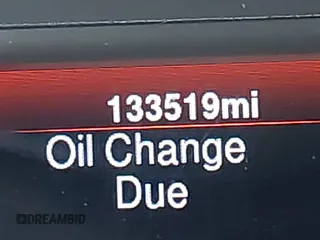 133519mi
Oil Change
Due
DREAMBID